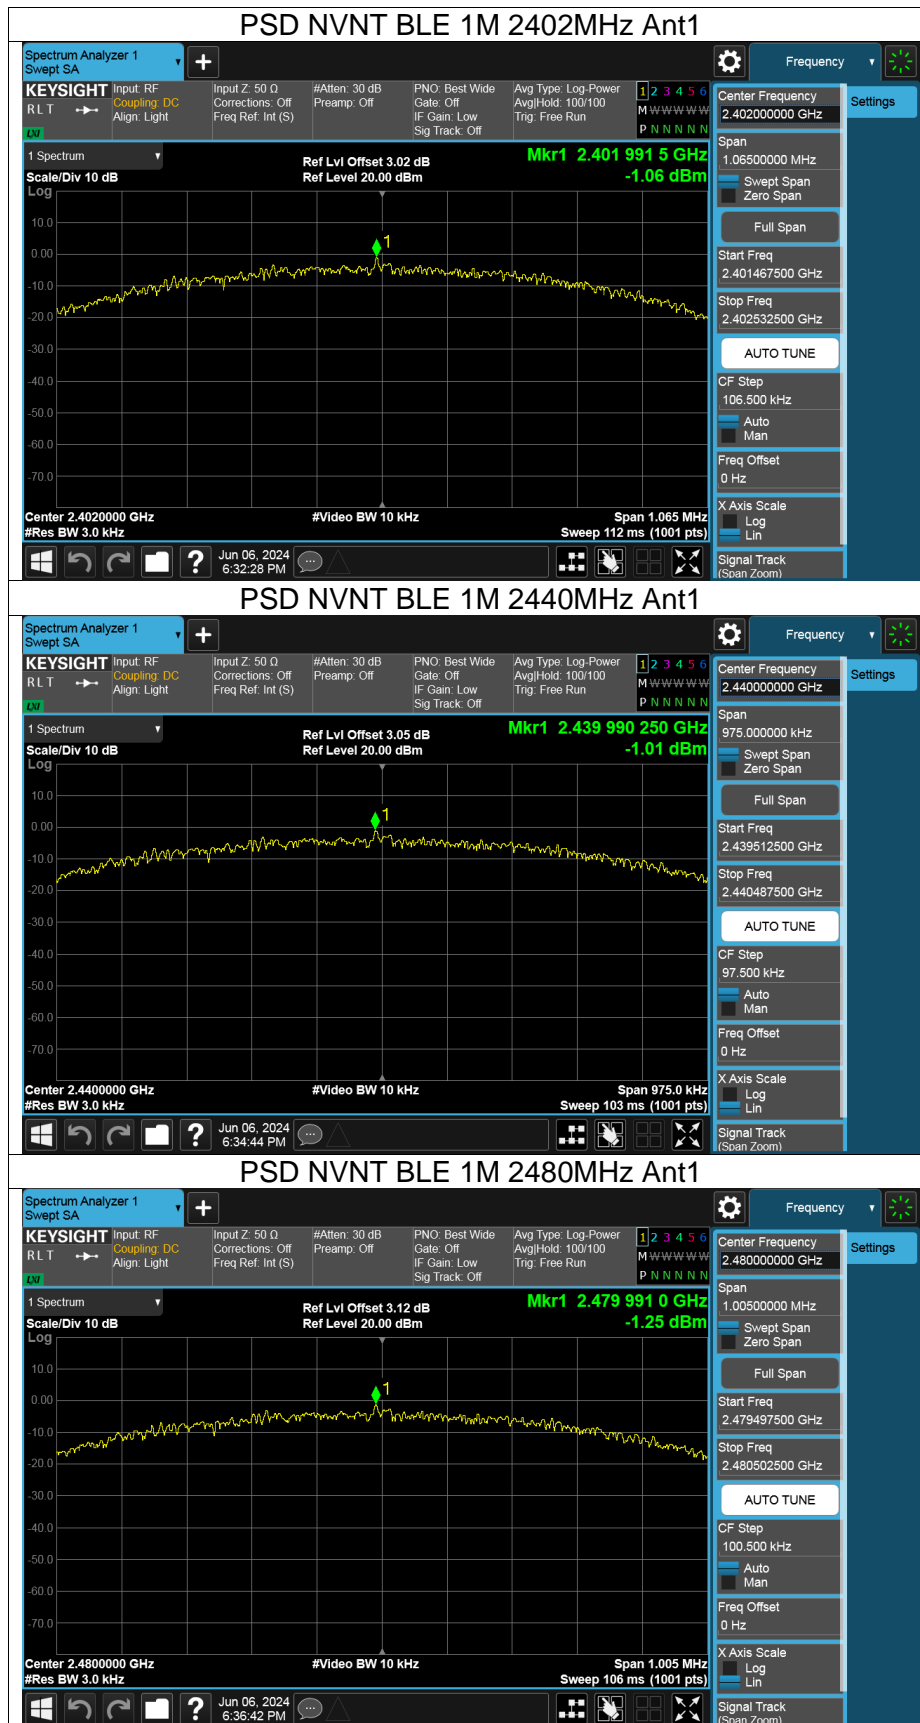 PSD NVNT BLE 1M 2402MHz Ant1
Spectrum Analyzer 1
Swept SA
Frequency
KEYSIGHT
RLT
LXI
Input: RF
Coupling: DC
Align: Light
Input Z: 50 Ω
Corrections: Off
Freq Ref: Int (S)
#Atten: 30 dB
Preamp: Off
PNO: Best Wide
Gate: Off
IF Gain: Low
Sig Track: Off
Avg Type: Log-Power
Avg|Hold: 100/100
Trig: Free Run
1 2 3 4 5 6
M W W W W W
P N N N N N
Settings
Center Frequency
2.402000000 GHz
Span
1.06500000 MHz
Swept Span
Zero Span
Full Span
Start Freq
2.401467500 GHz
Stop Freq
2.402532500 GHz
AUTO TUNE
CF Step
106.500 kHz
Auto
Man
Freq Offset
0 Hz
X Axis Scale
Log
Lin
Signal Track
(Span Zoom)
1 Spectrum
Scale/Div 10 dB
Log
Ref Lvl Offset 3.02 dB
Ref Level 20.00 dBm
Mkr1 2.401 991 5 GHz
-1.06 dBm
1
10.0
0.00
-10.0
-20.0
-30.0
-40.0
-50.0
-60.0
-70.0
Center 2.4020000 GHz
#Res BW 3.0 kHz
#Video BW 10 kHz
Span 1.065 MHz
Sweep 112 ms (1001 pts)
?
Jun 06, 2024
6:32:28 PM
PSD NVNT BLE 1M 2440MHz Ant1
Spectrum Analyzer 1
Swept SA
Frequency
KEYSIGHT
RLT
LXI
Input: RF
Coupling: DC
Align: Light
Input Z: 50 Ω
Corrections: Off
Freq Ref: Int (S)
#Atten: 30 dB
Preamp: Off
PNO: Best Wide
Gate: Off
IF Gain: Low
Sig Track: Off
Avg Type: Log-Power
Avg|Hold: 100/100
Trig: Free Run
1 2 3 4 5 6
M W W W W W
P N N N N N
Settings
Center Frequency
2.440000000 GHz
Span
975.000000 kHz
Swept Span
Zero Span
Full Span
Start Freq
2.439512500 GHz
Stop Freq
2.440487500 GHz
AUTO TUNE
CF Step
97.500 kHz
Auto
Man
Freq Offset
0 Hz
X Axis Scale
Log
Lin
Signal Track
(Span Zoom)
1 Spectrum
Scale/Div 10 dB
Log
Ref Lvl Offset 3.05 dB
Ref Level 20.00 dBm
Mkr1 2.439 990 250 GHz
-1.01 dBm
1
10.0
0.00
-10.0
-20.0
-30.0
-40.0
-50.0
-60.0
-70.0
Center 2.4400000 GHz
#Res BW 3.0 kHz
#Video BW 10 kHz
Span 975.0 kHz
Sweep 103 ms (1001 pts)
?
Jun 06, 2024
6:34:44 PM
PSD NVNT BLE 1M 2480MHz Ant1
Spectrum Analyzer 1
Swept SA
Frequency
KEYSIGHT
RLT
LXI
Input: RF
Coupling: DC
Align: Light
Input Z: 50 Ω
Corrections: Off
Freq Ref: Int (S)
#Atten: 30 dB
Preamp: Off
PNO: Best Wide
Gate: Off
IF Gain: Low
Sig Track: Off
Avg Type: Log-Power
Avg|Hold: 100/100
Trig: Free Run
1 2 3 4 5 6
M W W W W W
P N N N N N
Settings
Center Frequency
2.480000000 GHz
Span
1.00500000 MHz
Swept Span
Zero Span
Full Span
Start Freq
2.479497500 GHz
Stop Freq
2.480502500 GHz
AUTO TUNE
CF Step
100.500 kHz
Auto
Man
Freq Offset
0 Hz
X Axis Scale
Log
Lin
Signal Track
(Span Zoom)
1 Spectrum
Scale/Div 10 dB
Log
Ref Lvl Offset 3.12 dB
Ref Level 20.00 dBm
Mkr1 2.479 991 0 GHz
-1.25 dBm
1
10.0
0.00
-10.0
-20.0
-30.0
-40.0
-50.0
-60.0
-70.0
Center 2.4800000 GHz
#Res BW 3.0 kHz
#Video BW 10 kHz
Span 1.005 MHz
Sweep 106 ms (1001 pts)
?
Jun 06, 2024
6:36:42 PM